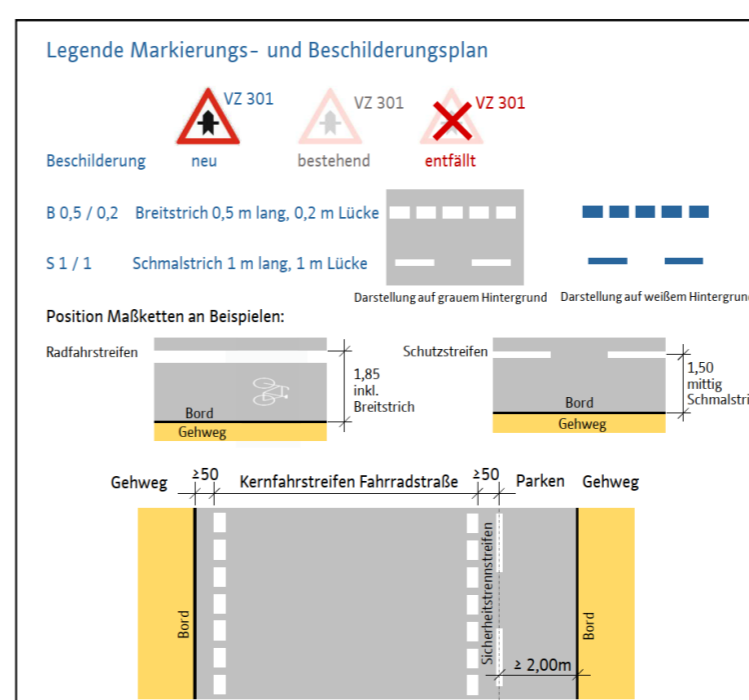 Legende Markierungs- und Beschilderungsplan
VZ 301 VZ 301 VZ 301
Beschilderung neu bestehend entfällt
B 0,5 / 0,2 Breitstrich 0,5 m lang, 0,2 m Lücke
S 1 / 1 Schmalstrich 1 m lang, 1 m Lücke
Darstellung auf grauem Hintergrund Darstellung auf weißem Hintergrund
Position Maßketten an Beispielen:
Radfahrstreifen
1,85
inkl.
Breitstrich
Bord
Gehweg
Schutzstreifen
1,50
mittig
Schmalstri
Bord
Gehweg
Gehweg ≥50 Kernfahrstreifen Fahrradstraße ≥50 Parken Gehweg
Bord
Sicherheitstrennstreifen
Bord
≥ 2,00m